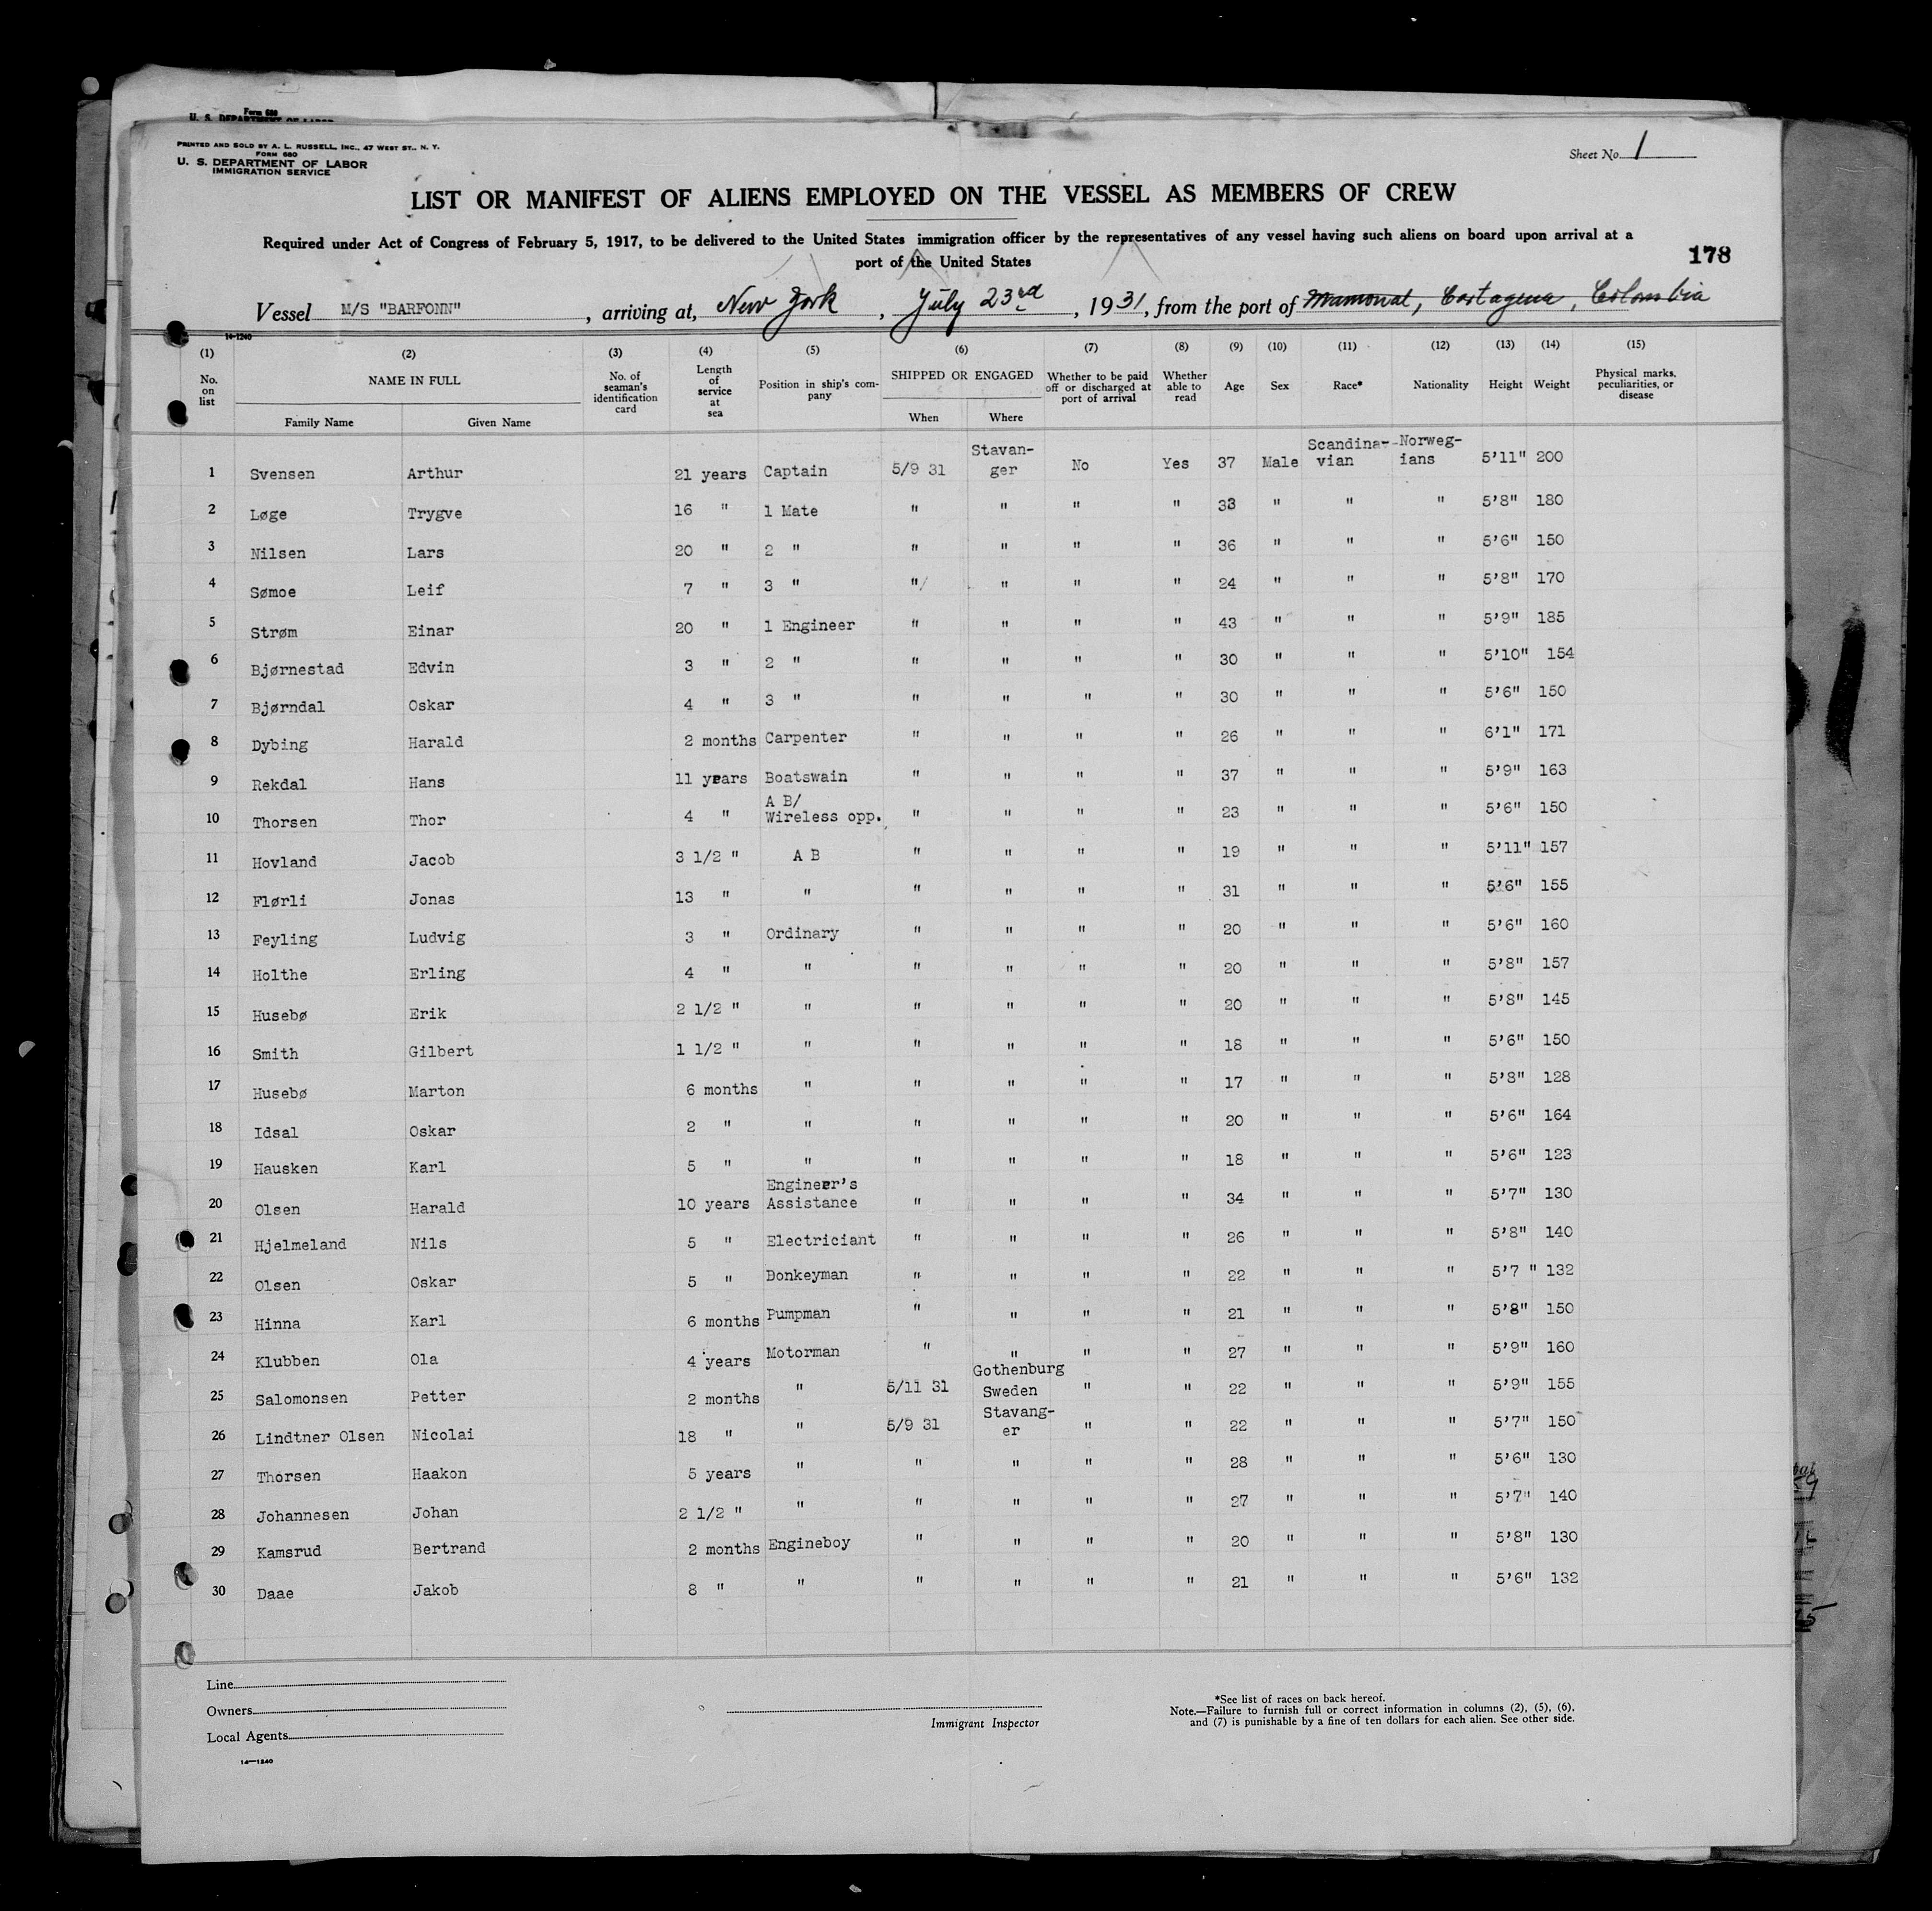 Form 680
U. S. DEPARTMENT OF LABOR
PRINTED AND SOLD BY A. L. RUSSELL, INC., 47 WEST ST., N. Y.
FORM 680
U. S. DEPARTMENT OF LABOR
IMMIGRATION SERVICE
Sheet No. 1
LIST OR MANIFEST OF ALIENS EMPLOYED ON THE VESSEL AS MEMBERS OF CREW
Required under Act of Congress of February 5, 1917, to be delivered to the United States immigration officer by the representatives of any vessel having such aliens on board upon arrival at a
port of the United States
178
Vessel M/S "BARFONN" , arriving at, New York , July 23rd , 1931, from the port of Mamonal, Cartagena, Colombia
14-1240
(1) (2) (3) (4) (5) (6) (7) (8) (9) (10) (11) (12) (13) (14) (15)
No. on list NAME IN FULL Family Name Given Name No. of seaman's identification card Length of service at sea Position in ship's company SHIPPED OR ENGAGED When Where Whether to be paid off or discharged at port of arrival Whether able to read Age Sex Race* Nationality Height Weight Physical marks, peculiarities, or disease
1 Svensen Arthur 21 years Captain 5/9 31 Stavan-ger No Yes 37 Male Scandina-vian Norweg-ians 5'11" 200
2 Løge Trygve 16 " 1 Mate " " " " 33 " " " 5'8" 180
3 Nilsen Lars 20 " 2 " " " " " 36 " " " 5'6" 150
4 Sømoe Leif 7 " 3 " " " " " 24 " " " 5'8" 170
5 Strøm Einar 20 " 1 Engineer " " " " 43 " " " 5'9" 185
6 Bjørnestad Edvin 3 " 2 " " " " " 30 " " " 5'10" 154
7 Bjørndal Oskar 4 " 3 " " " " " 30 " " " 5'6" 150
8 Dybing Harald 2 months Carpenter " " " " 26 " " " 6'1" 171
9 Rekdal Hans 11 years Boatswain " " " " 37 " " " 5'9" 163
10 Thorsen Thor 4 " A B/ Wireless opp. " " " " 23 " " " 5'6" 150
11 Hovland Jacob 3 1/2 " A B " " " " 19 " " " 5'11" 157
12 Flørli Jonas 13 " " " " " " 31 " " " 5'6" 155
13 Feyling Ludvig 3 " Ordinary " " " " 20 " " " 5'6" 160
14 Holthe Erling 4 " " " " " " 20 " " " 5'8" 157
15 Husebø Erik 2 1/2 " " " " " " 20 " " " 5'8" 145
16 Smith Gilbert 1 1/2 " " " " " " 18 " " " 5'6" 150
17 Husebø Marton 6 months " " " " " 17 " " " 5'8" 128
18 Idsal Oskar 2 " " " " " " 20 " " " 5'6" 164
19 Hausken Karl 5 " " " " " " 18 " " " 5'6" 123
20 Olsen Harald 10 years Engineer's Assistance " " " " 34 " " " 5'7" 130
21 Hjelmeland Nils 5 " Electriciant " " " " 26 " " " 5'8" 140
22 Olsen Oskar 5 " Donkeyman " " " " 22 " " " 5'7 " 132
23 Hinna Karl 6 months Pumpman " " " " 21 " " " 5'8" 150
24 Klubben Ola 4 years Motorman " " " " 27 " " " 5'9" 160
25 Salomonsen Petter 2 months " 5/11 31 Gothenburg Sweden " " 22 " " " 5'9" 155
26 Lindtner Olsen Nicolai 18 " " 5/9 31 Stavang-er " " 22 " " " 5'7" 150
27 Thorsen Haakon 5 years " " " " " 28 " " " 5'6" 130
28 Johannesen Johan 2 1/2 " " " " " " 27 " " " 5'7" 140
29 Kamsrud Bertrand 2 months Engineboy " " " " 20 " " " 5'8" 130
30 Daae Jakob 8 " " " " " " 21 " " " 5'6" 132
Line
Owners
Local Agents
14—1240
Immigrant Inspector
*See list of races on back hereof.
Note.—Failure to furnish full or correct information in columns (2), (5), (6),
and (7) is punishable by a fine of ten dollars for each alien. See other side.